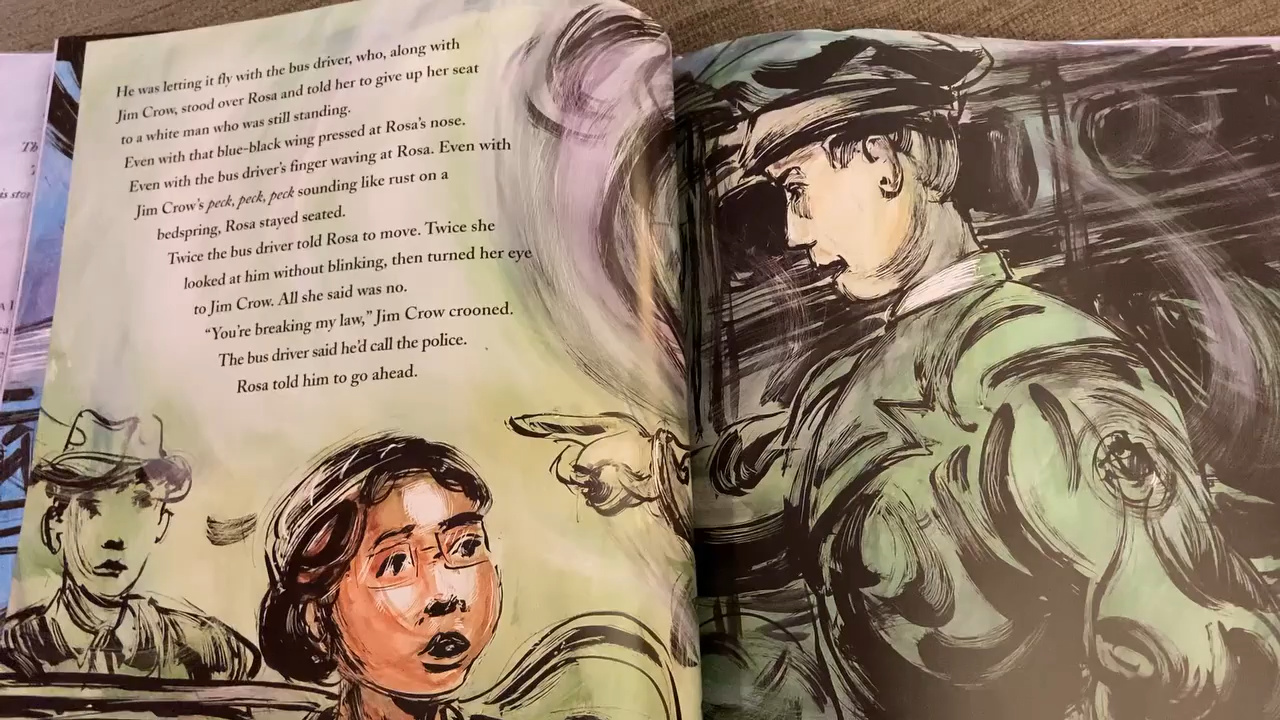 He was letting it fly with the bus driver, who, along with
Jim Crow, stood over Rosa and told her to give up her seat
to a white man who was still standing.
Even with that blue-black wing pressed at Rosa's nose.
Even with the bus driver's finger waving at Rosa. Even with
Jim Crow's peck, peck, peck sounding like rust on a
bedspring, Rosa stayed seated.
Twice the bus driver told Rosa to move. Twice she
looked at him without blinking, then turned her eye
to Jim Crow. All she said was no.
“You're breaking my law,” Jim Crow crooned.
The bus driver said he'd call the police.
Rosa told him to go ahead.